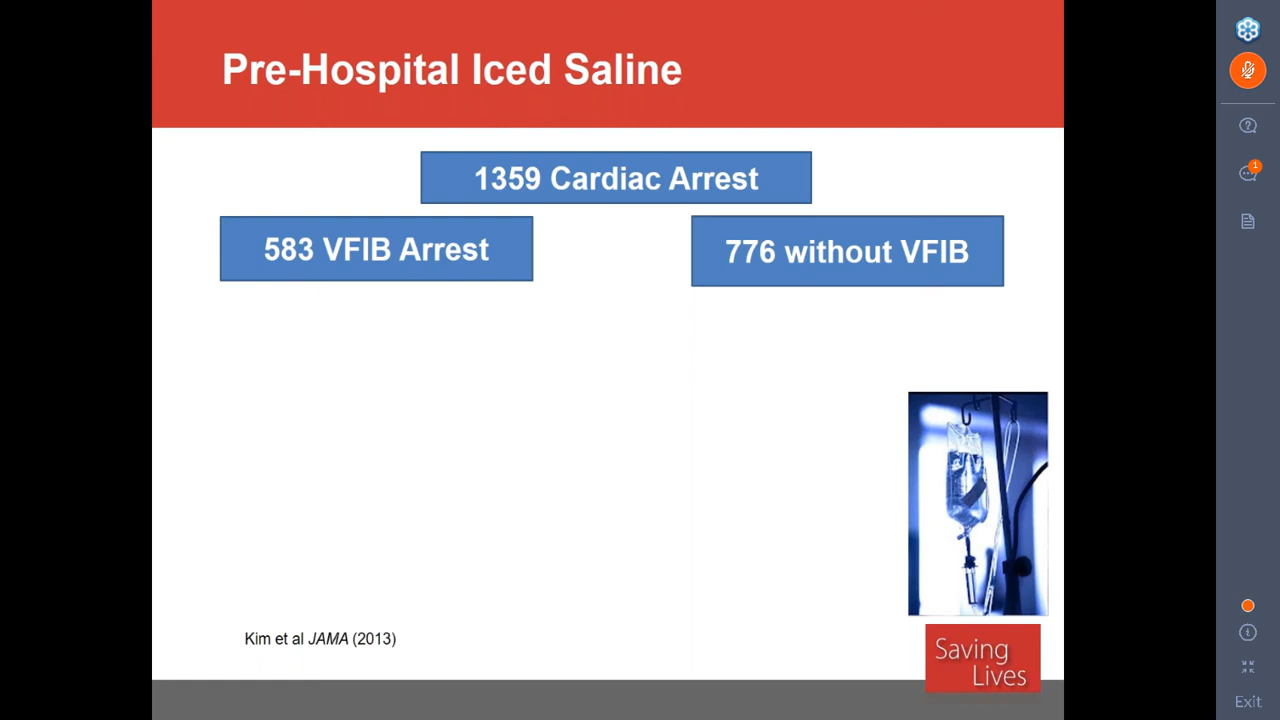 Pre-Hospital Iced Saline
1359 Cardiac Arrest
583 VFIB Arrest
776 without VFIB
Kim et al JAMA (2013)
Saving
Lives
1
Exit